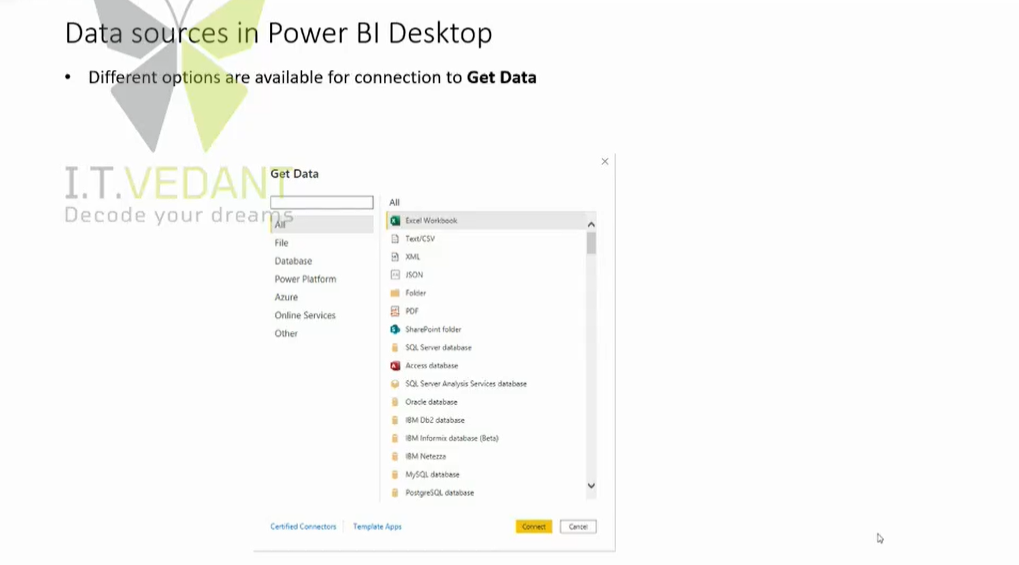 Data sources in Power BI Desktop
• Different options are available for connection to Get Data
I.T.VEDANT
Decode your dreams
Get Data
All
File
Database
Power Platform
Azure
Online Services
Other
All
Excel Workbook
Text/CSV
XML
JSON
Folder
PDF
SharePoint folder
SQL Server database
Access database
SQL Server Analysis Services database
Oracle database
IBM Db2 database
IBM Informix database (Beta)
IBM Netezza
MySQL database
PostgreSQL database
Certified Connectors
Template Apps
Connect
Cancel